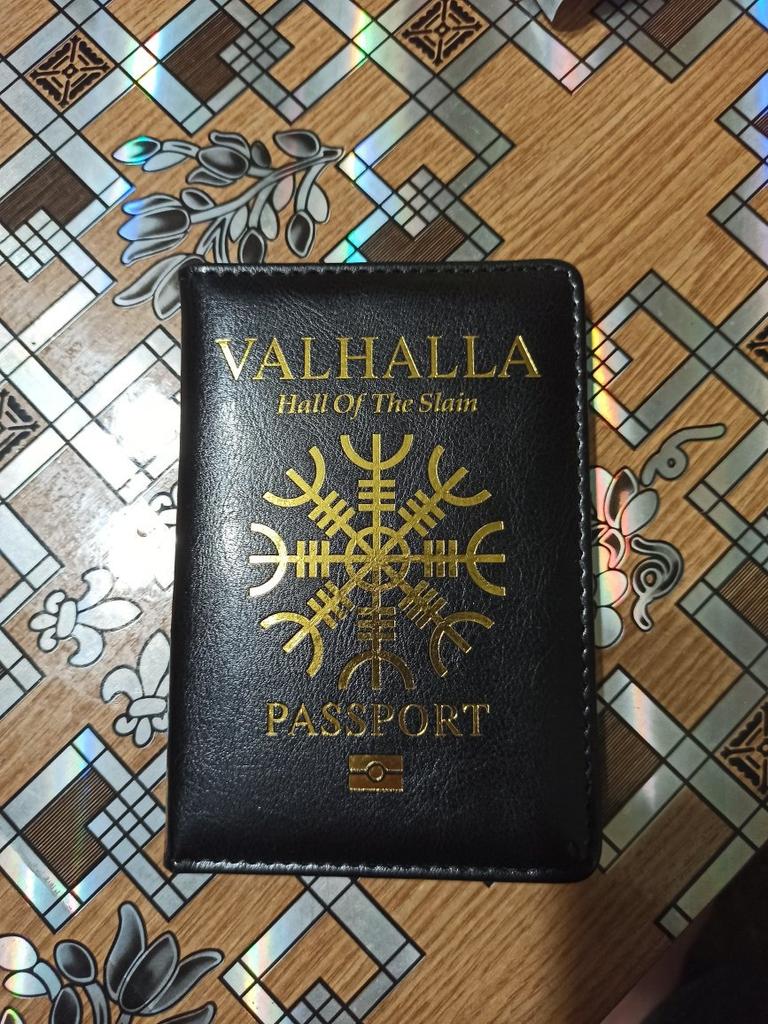 VALHALLA
Hall Of The Slain
PASSPORT